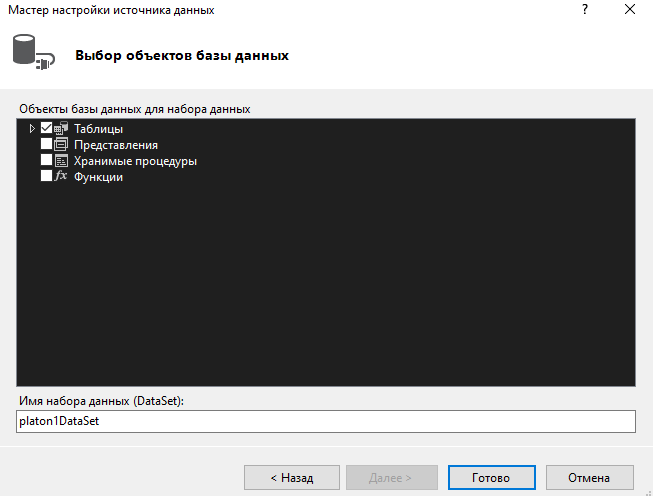 Мастер настройки источника данных
?
Выбор объектов базы данных
Объекты базы данных для набора данных
Таблицы
Представления
Хранимые процедуры
fx Функции
Имя набора данных (DataSet):
platon1DataSet
< Назад
Далее >
Готово
Отмена